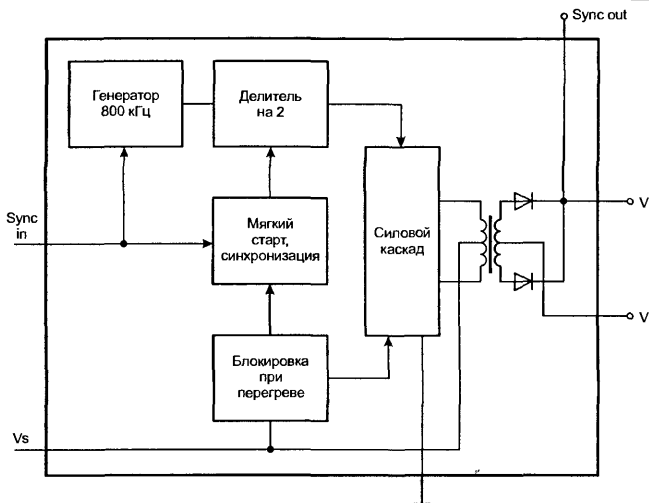 Sync out
Генератор
800 кГц
Делитель
на 2
V
Sync
in
Мягкий
старт,
синхронизация
Силовой
каскад
V
Блокировка
при
перегреве
Vs